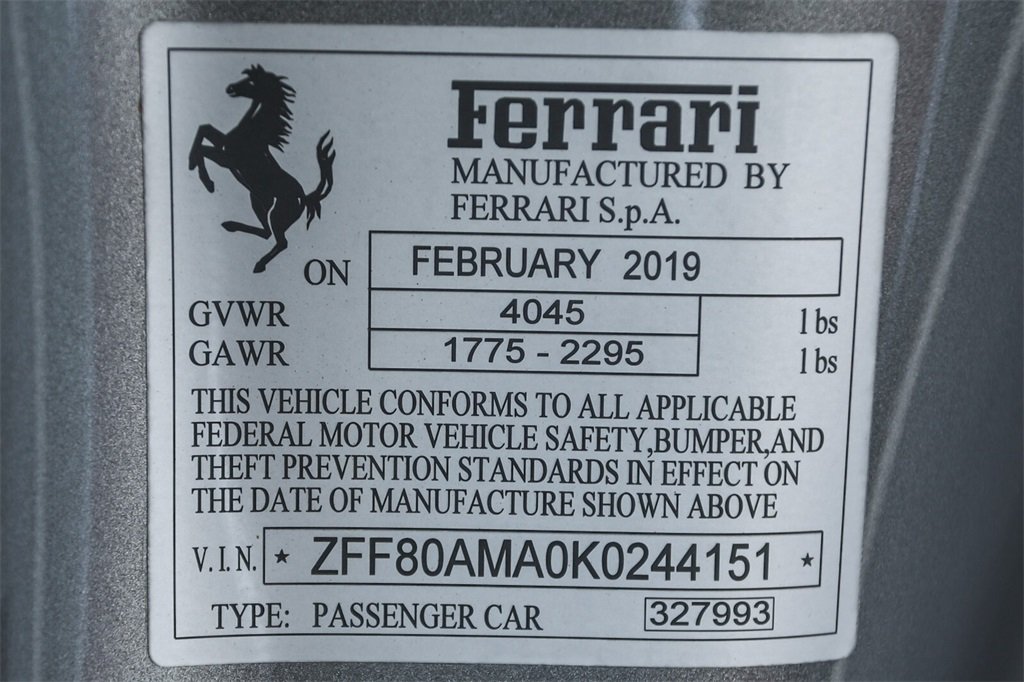 Ferrari
MANUFACTURED BY
FERRARI S.p.A.
ON FEBRUARY 2019
GVWR 4045 lbs
GAWR 1775 - 2295 lbs
THIS VEHICLE CONFORMS TO ALL APPLICABLE
FEDERAL MOTOR VEHICLE SAFETY,BUMPER,AND
THEFT PREVENTION STANDARDS IN EFFECT ON
THE DATE OF MANUFACTURE SHOWN ABOVE
V.I.N. ★ ZFF80AMA0K0244151 ★
TYPE: PASSENGER CAR 327993